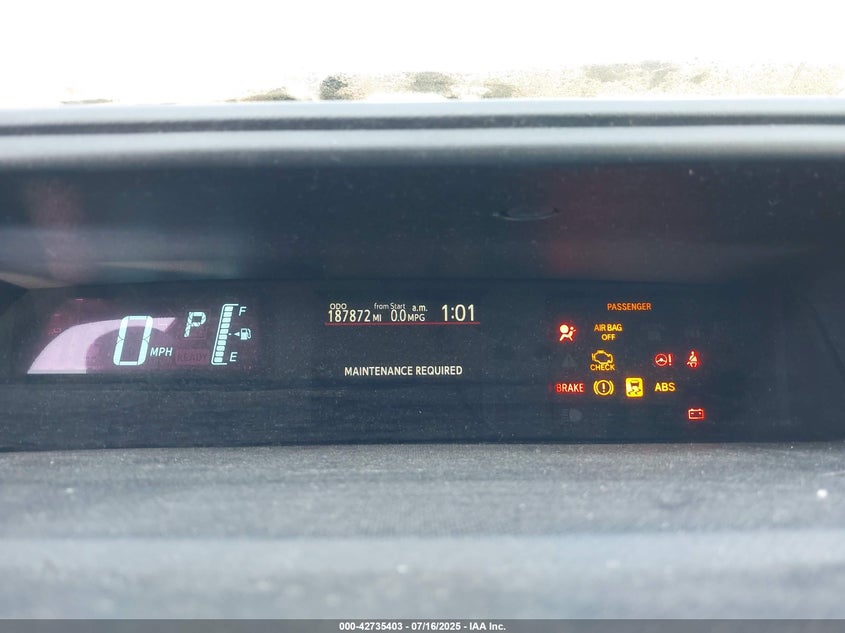 0 MPH
P
F
E
READY
ODO from Start a.m.
187872 MI 0.0 MPG 1:01
MAINTENANCE REQUIRED
PASSENGER
AIR BAG
OFF
CHECK
BRAKE ABS
000-42735403 - 07/16/2025 - IAA Inc.